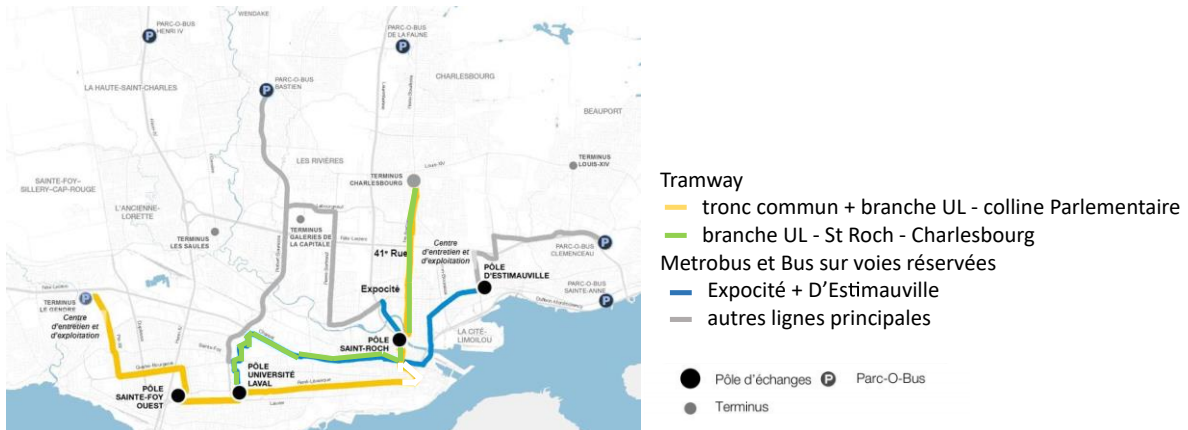 WENDAKE
PARC-O-BUS
HENRI IV
PARC-O-BUS
DE LA FAUNE
LA HAUTE-SAINT-CHARLES
PARC-O-BUS
BASTIEN
CHARLESBOURG
BEAUPORT
LES RIVIÈRES
TERMINUS
LOUIS-XIV
Louis-XIV
SAINTE-FOY–
SILLERY-CAP-ROUGE
TERMINUS
CHARLESBOURG
L'ANCIENNE-
LORETTE
TERMINUS
LES SAULES
TERMINUS
GALERIES DE
LA CAPITALE
41e Rue
Centre
d'entretien et
d'exploitation
PARC-O-BUS
CLEMENCEAU
PÔLE
D'ESTIMAUVILLE
Expocité
PARC-O-BUS
SAINTE-ANNE
TERMINUS
LE GENDRE
Centre
d'entretien et
d'exploitation
LA CITÉ-
LIMOILOU
PÔLE
SAINT-ROCH
PÔLE
UNIVERSITÉ
LAVAL
PÔLE
SAINTE-FOY
OUEST
René-Lévesque
Laurier
Tramway
tronc commun + branche UL - colline Parlementaire
branche UL - St Roch - Charlesbourg
Metrobus et Bus sur voies réservées
Expocité + D'Estimauville
autres lignes principales
Pôle d'échanges P Parc-O-Bus
Terminus